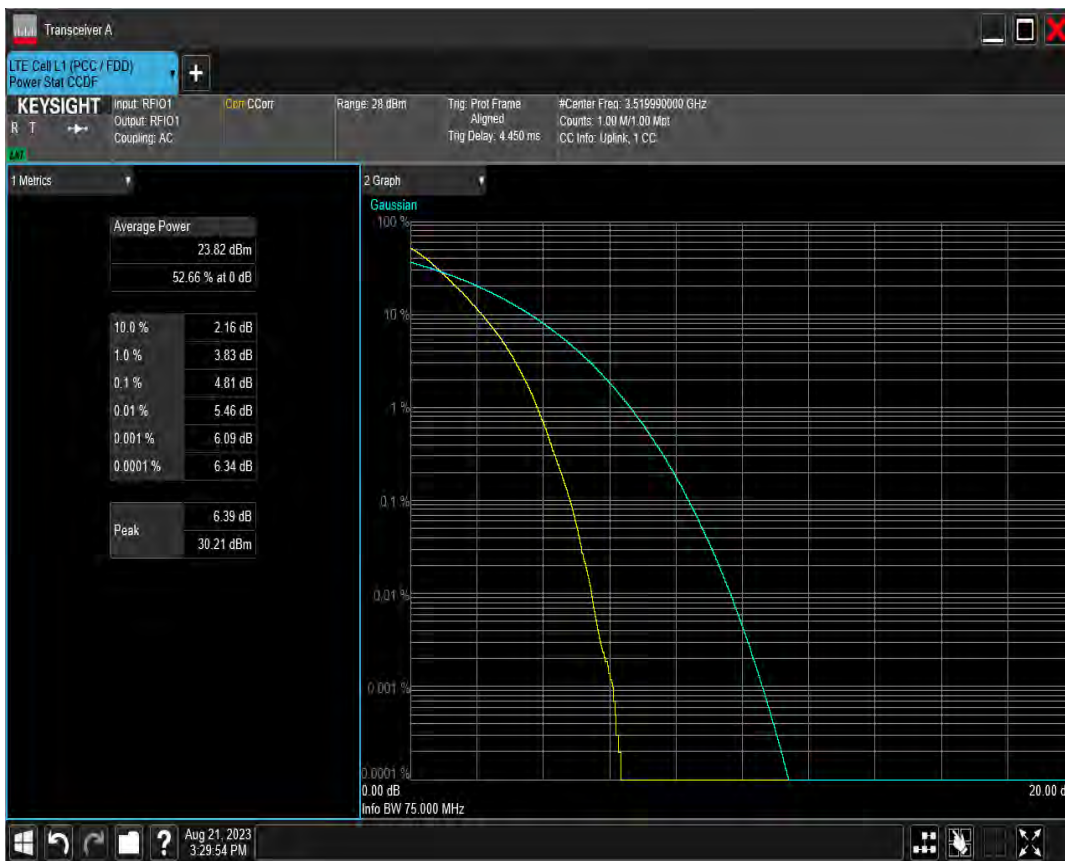 Transceiver A
LTE Cell L1 (PCC / FDD)
Power Stat CCDF
KEYSIGHT
R T
LXI
Input: RFIO1
Output: RFIO1
Coupling: AC
Corr CCorr
Range: 28 dBm
Trig: Prot Frame
Aligned
Trig Delay: 4.450 ms
#Center Freq: 3.519990000 GHz
Counts: 1.00 M/1.00 Mpt
CC Info: Uplink, 1 CC
1 Metrics
Average Power
23.82 dBm
52.66 % at 0 dB
10.0 % 2.16 dB
1.0 % 3.83 dB
0.1 % 4.81 dB
0.01 % 5.46 dB
0.001 % 6.09 dB
0.0001 % 6.34 dB
Peak
6.39 dB
30.21 dBm
2 Graph
Gaussian
100 %
10 %
1 %
0.1 %
0.01 %
0.001 %
0.0001 %
0.00 dB
20.00 d
Info BW 75.000 MHz
?
Aug 21, 2023
3:29:54 PM